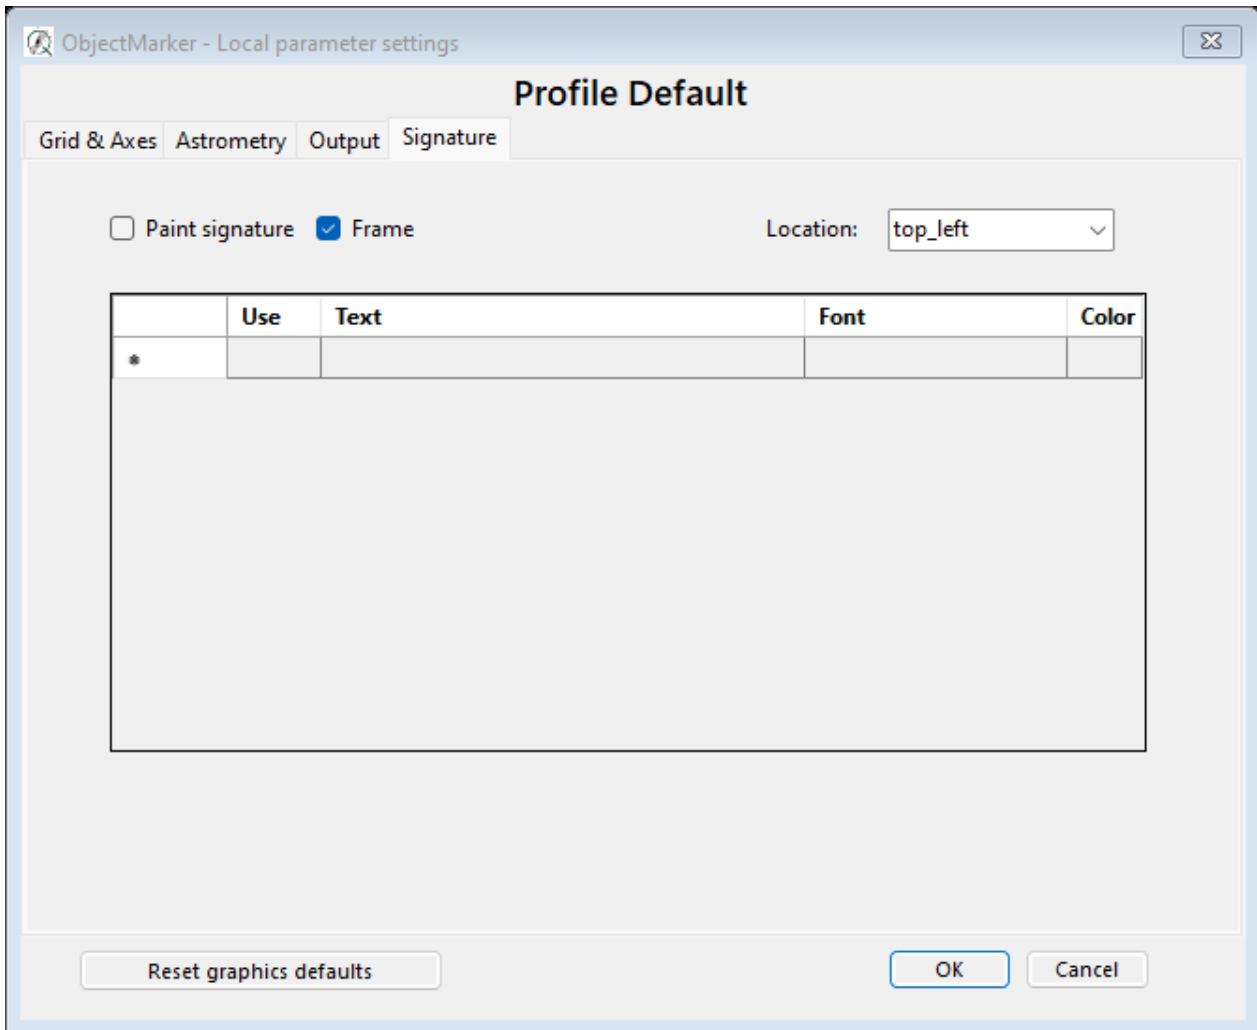 ObjectMarker - Local parameter settings
Profile Default
Grid & Axes Astrometry Output Signature
Paint signature Frame Location: top_left
Use Text Font Color
*
Reset graphics defaults OK Cancel